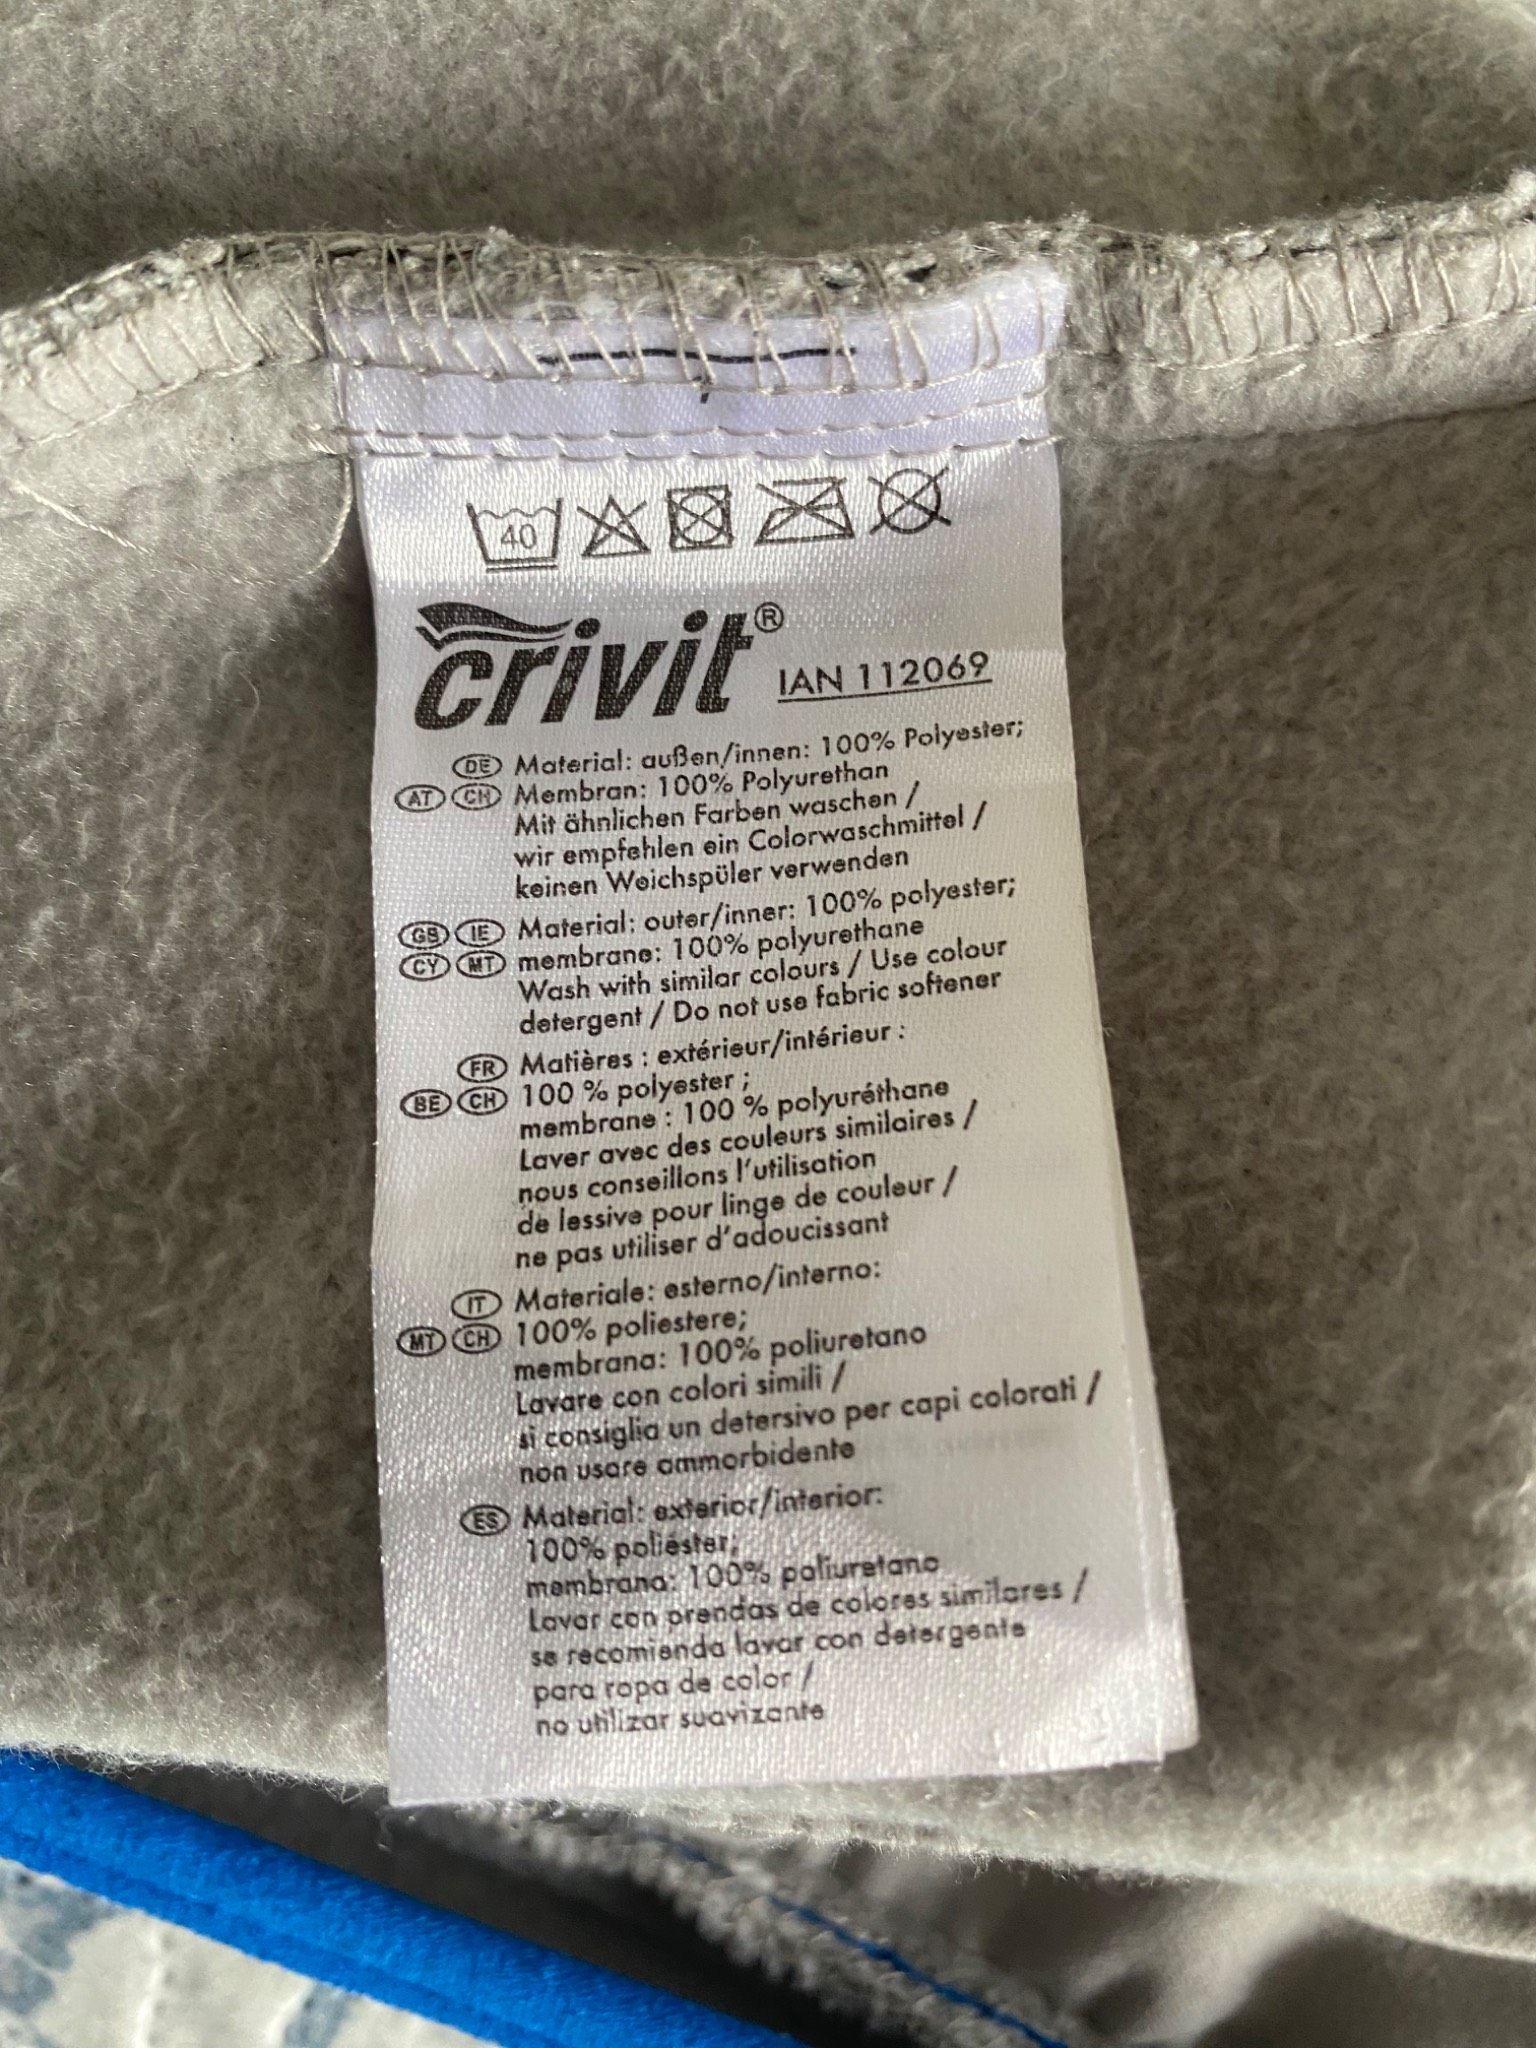 40
crivit®
IAN 112069
DE Material: außen/innen: 100% Polyester;
AT CH Membran: 100% Polyurethan
Mit ähnlichen Farben waschen /
wir empfehlen ein Colorwaschmittel /
keinen Weichspüler verwenden
GB IE Material: outer/inner: 100% polyester;
CY MT membrane: 100% polyurethane
Wash with similar colours / Use colour
detergent / Do not use fabric softener
FR Matières : extérieur/intérieur :
BE CH 100 % polyester ;
membrane : 100 % polyuréthane
Laver avec des couleurs similaires /
nous conseillons l'utilisation
de lessive pour linge de couleur /
ne pas utiliser d'adoucissant
IT Materiale: esterno/interno:
MT CH 100% poliestere;
membrana: 100% poliuretano
Lavare con colori simili /
si consiglia un detersivo per capi colorati /
non usare ammorbidente
ES Material: exterior/interior:
100% poliéster;
membrana: 100% poliuretano
Lavar con prendas de colores similares /
se recomienda lavar con detergente
para ropa de color /
no utilizar suavizante